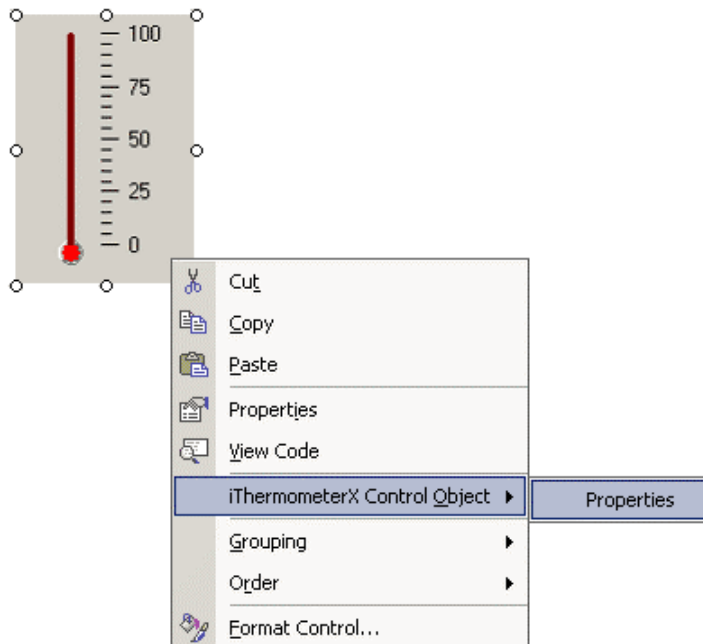 100
75
50
25
0
Cut
Copy
Paste
Properties
View Code
iThermometerX Control Object
Properties
Grouping
Order
Format Control...